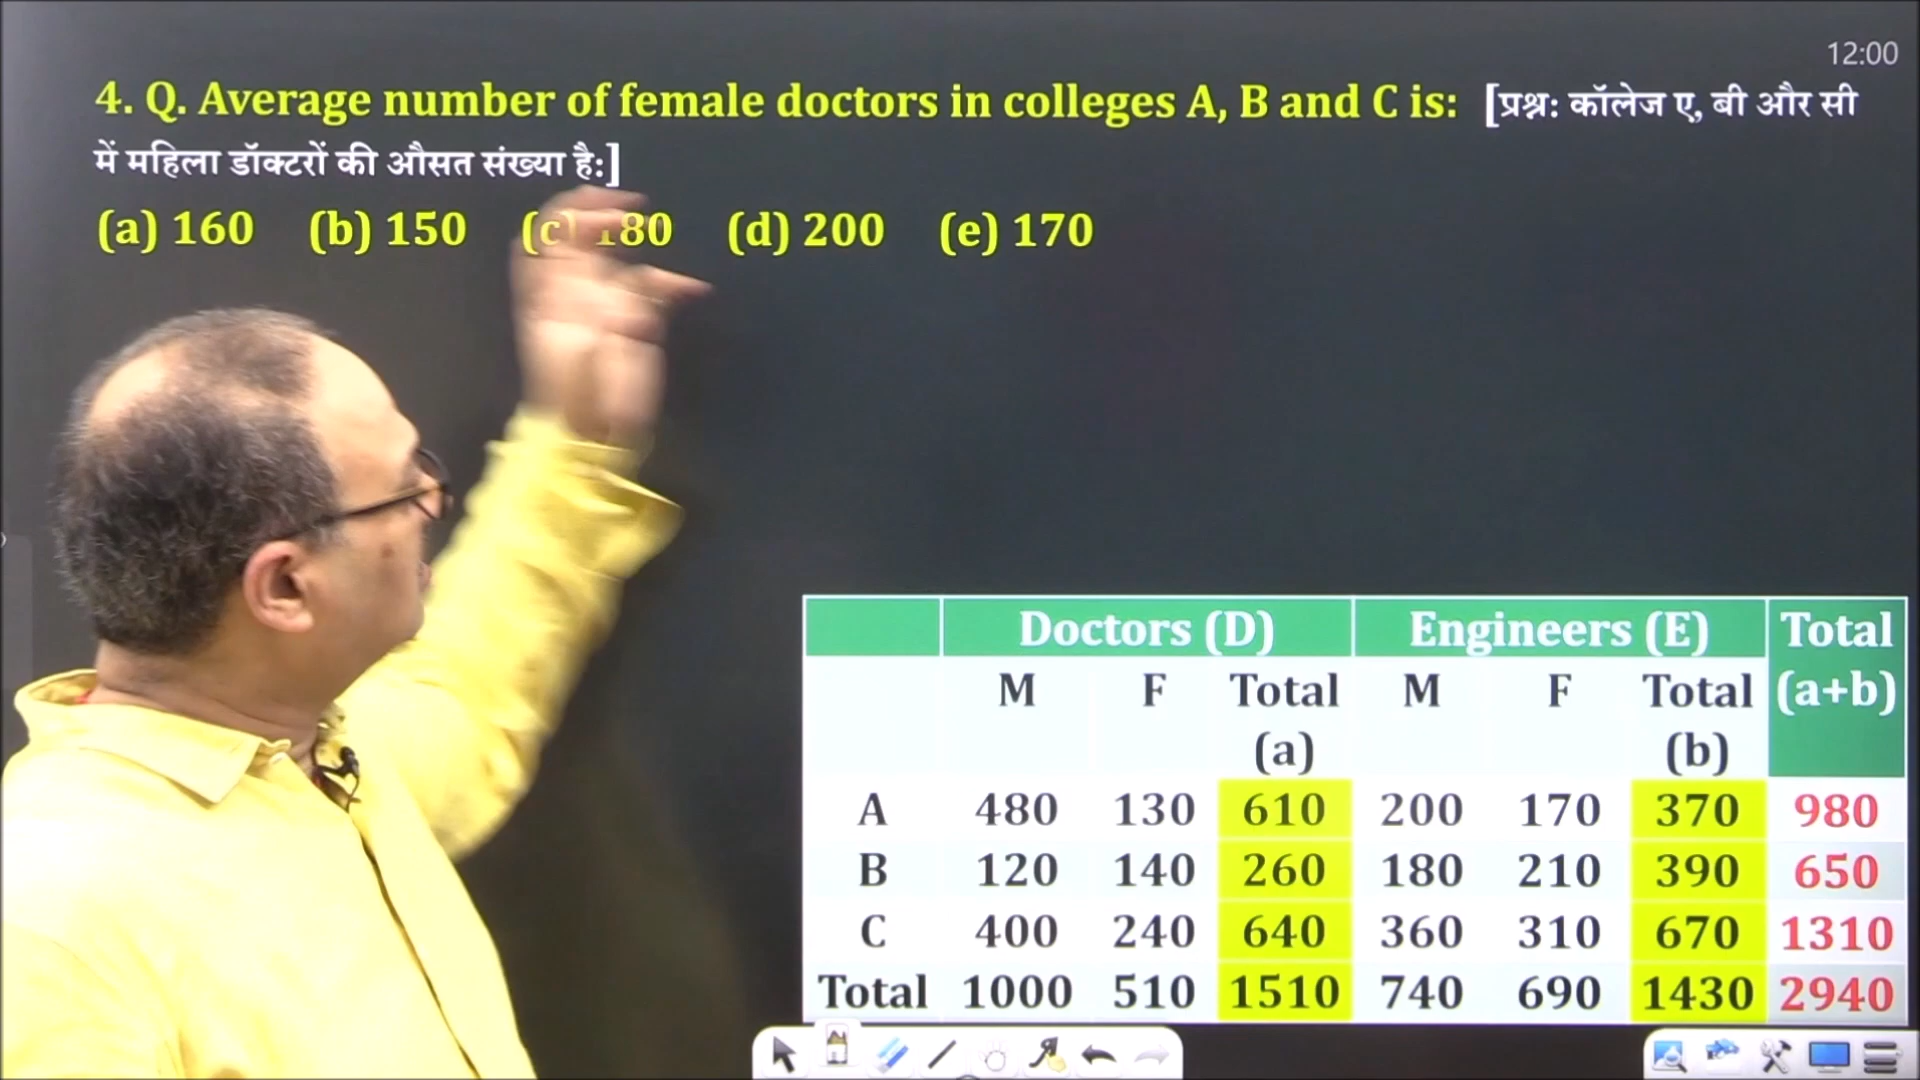 12:00
4. Q. Average number of female doctors in colleges A, B and C is: [प्रश्न: कॉलेज ए, बी और सी
में महिला डॉक्टरों की औसत संख्या है:]
(a) 160 (b) 150 (c) 180 (d) 200 (e) 170
Doctors (D) Engineers (E) Total
M F Total M F Total (a+b)
(a) (b)
A 480 130 610 200 170 370 980
B 120 140 260 180 210 390 650
C 400 240 640 360 310 670 1310
Total 1000 510 1510 740 690 1430 2940